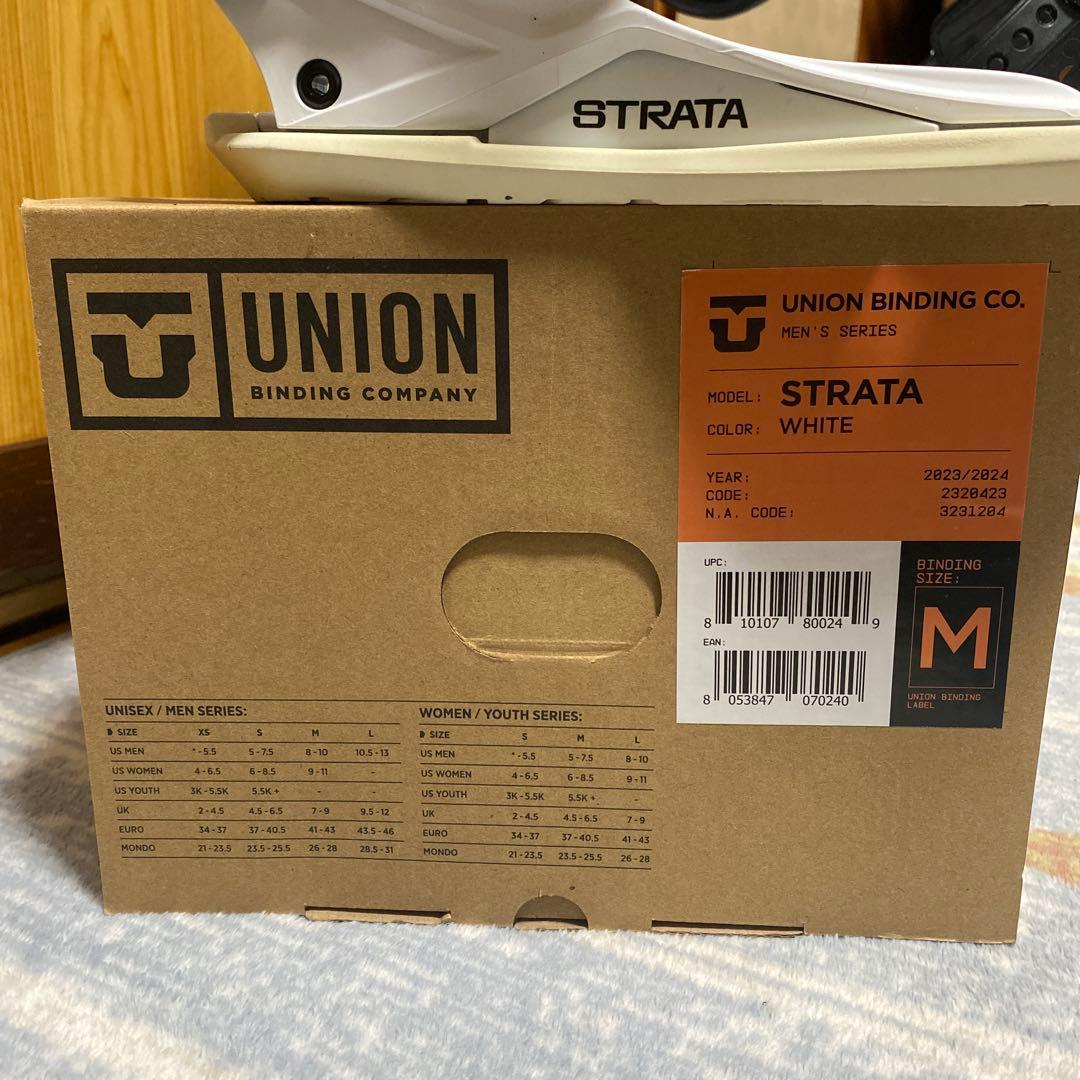 STRATA
UNION
BINDING COMPANY
UNION BINDING CO.
MEN'S SERIES
MODEL: STRATA
COLOR: WHITE
YEAR: 2023/2024
CODE: 2320423
N.A. CODE: 3231204
UPC:
8 10107 80024 9
EAN:
8 053847 070240
BINDING
SIZE:
M
UNION BINDING
LABEL
UNISEX / MEN SERIES:
SIZE XS S M L
US MEN *-5.5 5-7.5 8-10 10.5-13
US WOMEN 4-6.5 6-8.5 9-11 -
US YOUTH 3K-5.5K 5.5K+ - -
UK 2-4.5 4.5-6.5 7-9 9.5-12
EURO 34-37 37-40.5 41-43 43.5-46
MONDO 21-23.5 23.5-25.5 26-28 28.5-31
WOMEN / YOUTH SERIES:
SIZE S M L
US MEN *-5.5 5-7.5 8-10
US WOMEN 4-6.5 6-8.5 9-11
US YOUTH 3K-5.5K 5.5K+ -
UK 2-4.5 4.5-6.5 7-9
EURO 34-37 37-40.5 41-43
MONDO 21-23.5 23.5-25.5 26-28